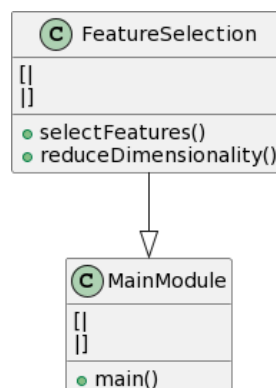 C FeatureSelection
[|
|]
selectFeatures()
reduceDimensionality()
C MainModule
[|
|]
main()